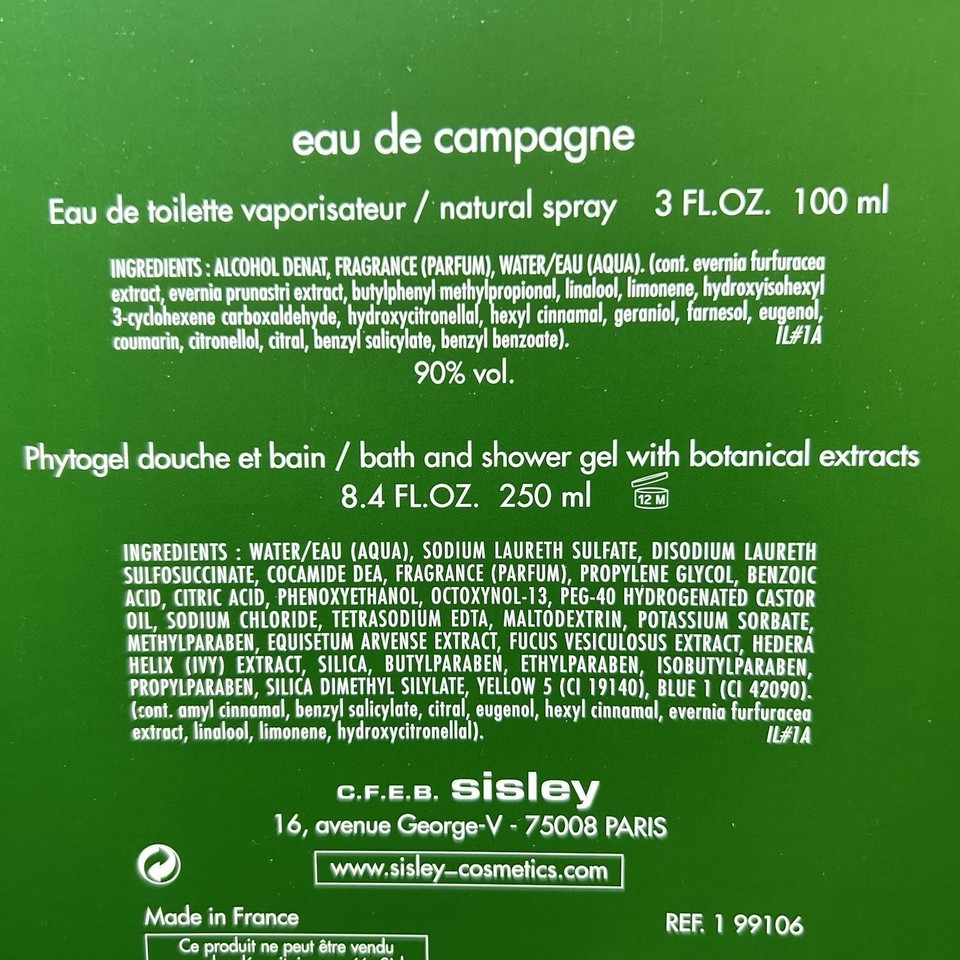 eau de campagne
Eau de toilette vaporisateur / natural spray 3 FL.OZ. 100 ml
INGREDIENTS : ALCOHOL DENAT, FRAGRANCE (PARFUM), WATER/EAU (AQUA). (cont. evernia furfuracea
extract, evernia prunastri extract, butylphenyl methylpropional, linalool, limonene, hydroxyisohexyl
3-cyclohexene carboxaldehyde, hydroxycitronellal, hexyl cinnamal, geraniol, farnesol, eugenol,
coumarin, citronellol, citral, benzyl salicylate, benzyl benzoate). IL#1A
90% vol.
Phytogel douche et bain / bath and shower gel with botanical extracts
8.4 FL.OZ. 250 ml 12 M
INGREDIENTS : WATER/EAU (AQUA), SODIUM LAURETH SULFATE, DISODIUM LAURETH
SULFOSUCCINATE, COCAMIDE DEA, FRAGRANCE (PARFUM), PROPYLENE GLYCOL, BENZOIC
ACID, CITRIC ACID, PHENOXYETHANOL, OCTOXYNOL-13, PEG-40 HYDROGENATED CASTOR
OIL, SODIUM CHLORIDE, TETRASODIUM EDTA, MALTODEXTRIN, POTASSIUM SORBATE,
METHYLPARABEN, EQUISETUM ARVENSE EXTRACT, FUCUS VESICULOSUS EXTRACT, HEDERA
HELIX (IVY) EXTRACT, SILICA, BUTYLPARABEN, ETHYLPARABEN, ISOBUTYLPARABEN,
PROPYLPARABEN, SILICA DIMETHYL SILYLATE, YELLOW 5 (CI 19140), BLUE 1 (CI 42090).
(cont. amyl cinnamal, benzyl salicylate, citral, eugenol, hexyl cinnamal, evernia furfuracea
extract, linalool, limonene, hydroxycitronellal). IL#1A
C.F.E.B. sisley
16, avenue George-V - 75008 PARIS
www.sisley-cosmetics.com
Made in France REF. 1 99106
Ce produit ne peut être vendu